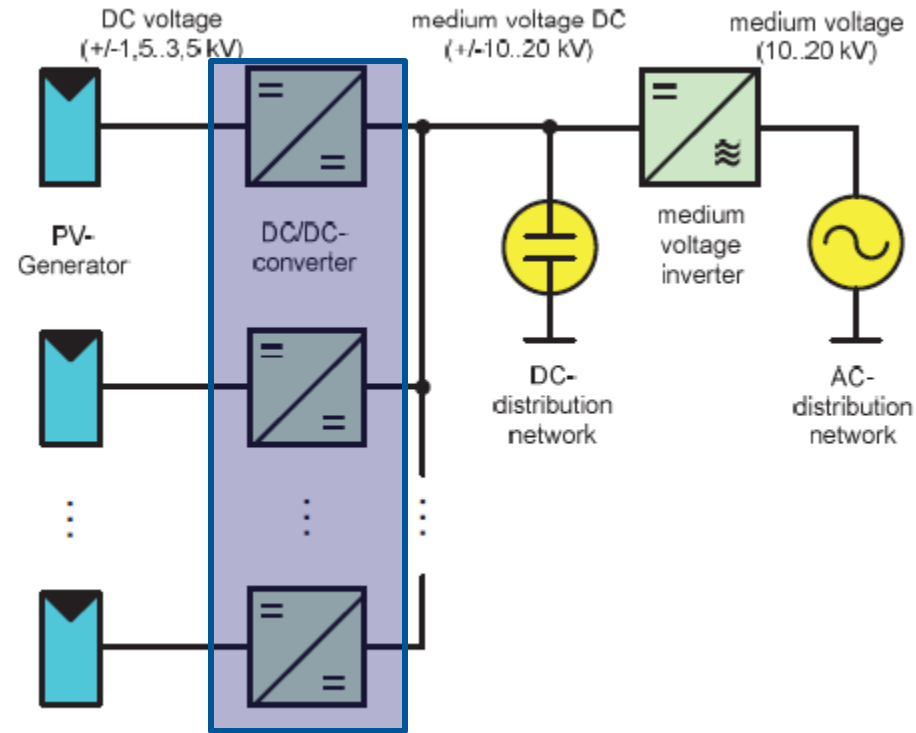 DC voltage
(+/-1,5..3,5 kV)
medium voltage DC
(+/-10..20 kV)
medium voltage
(10..20 kV)
PV-
Generator
DC/DC-
converter
medium
voltage
inverter
DC-
distribution
network
AC-
distribution
network